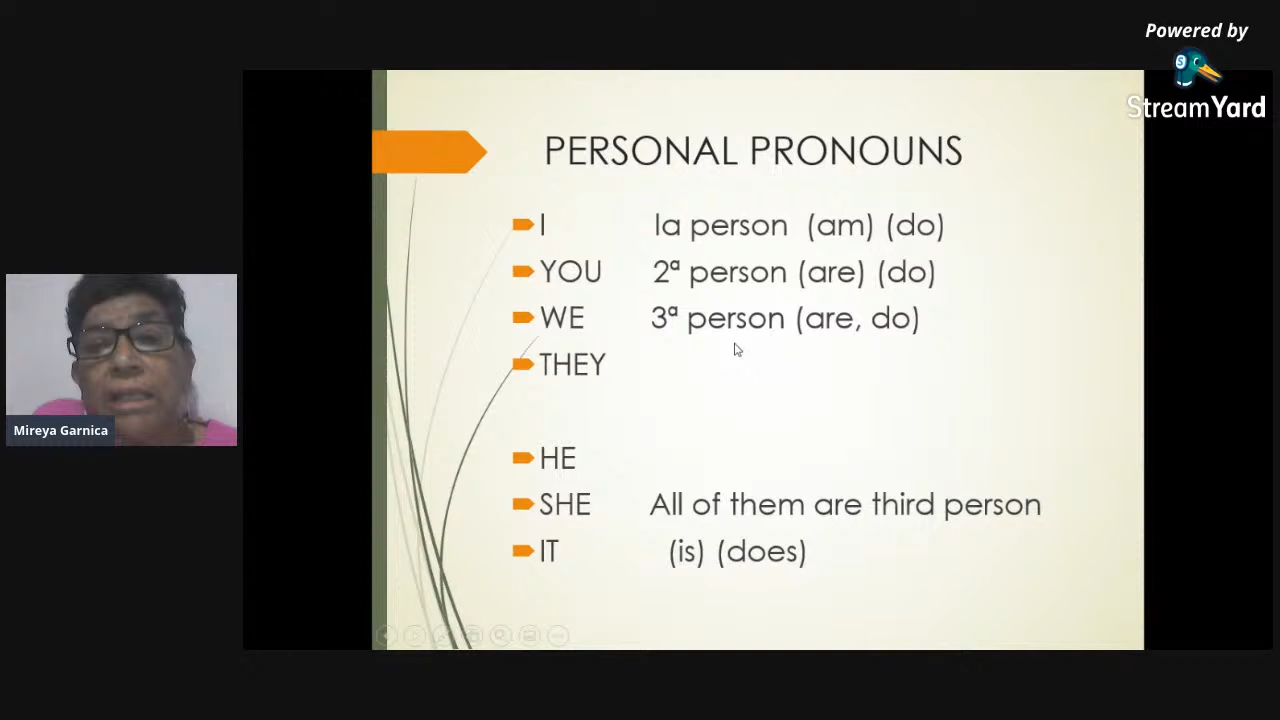 Powered by
StreamYard
PERSONAL PRONOUNS
I 1a person (am) (do)
YOU 2ª person (are) (do)
WE 3ª person (are, do)
THEY
HE
SHE All of them are third person
IT (is) (does)
Mireya Garnica